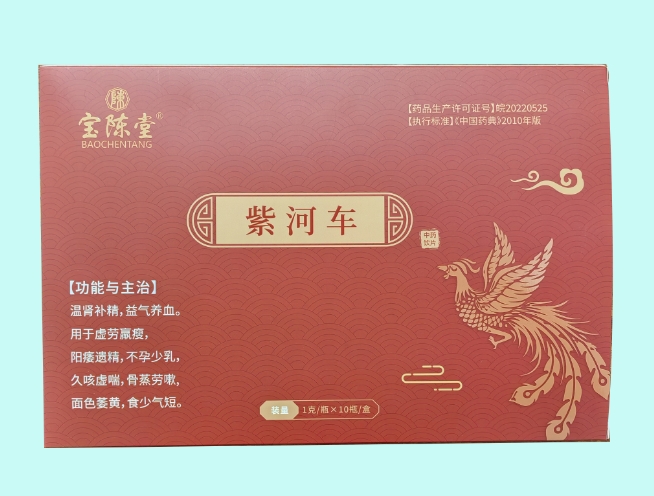 宝陈堂®
BAOCHENTANG
【药品生产许可证号】皖20220525
【执行标准】《中国药典》2010年版
紫河车
中药
饮片
【功能与主治】
温肾补精,益气养血。
用于虚劳羸瘦,
阳痿遗精,不孕少乳,
久咳虚喘,骨蒸劳嗽,
面色萎黄,食少气短。
装量 1克/瓶×10瓶/盒